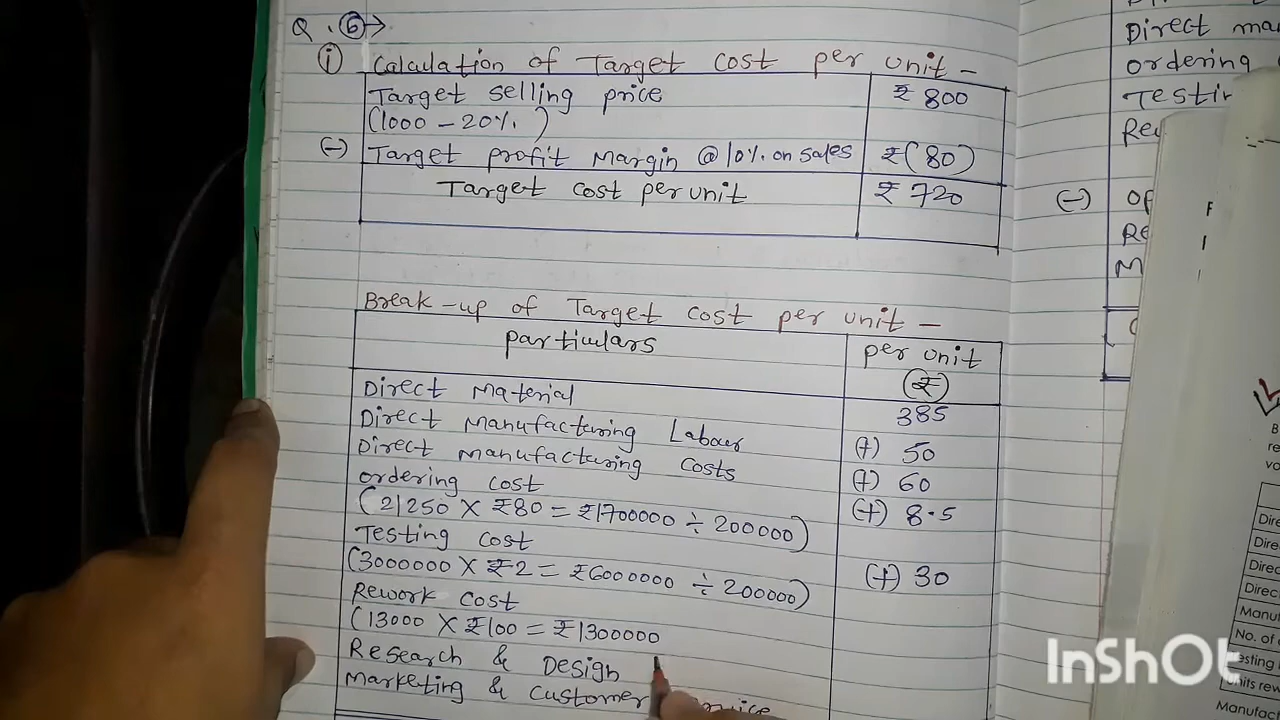 Q. 6 →
(i) Calculation of Target cost per unit -
Target selling price ₹ 800
(1000 - 20%)
(-) Target profit Margin @ 10% on sales ₹(80)
Target cost per unit ₹ 720
Break-up of Target cost per unit -
particulars per unit
(₹)
Direct Material 385
Direct Manufacturing Labour (+) 50
Direct Manufacturing costs (+) 60
ordering cost
(21250 × ₹80 = ₹1700000 ÷ 200000) (+) 8.5
Testing cost
(3000000 × ₹2 = ₹6000000 ÷ 200000) (+) 30
Rework cost
(13000 × ₹100 = ₹1300000
Research & Design
Marketing & customer
Direct
ordering
(-)
InShOt
No. of